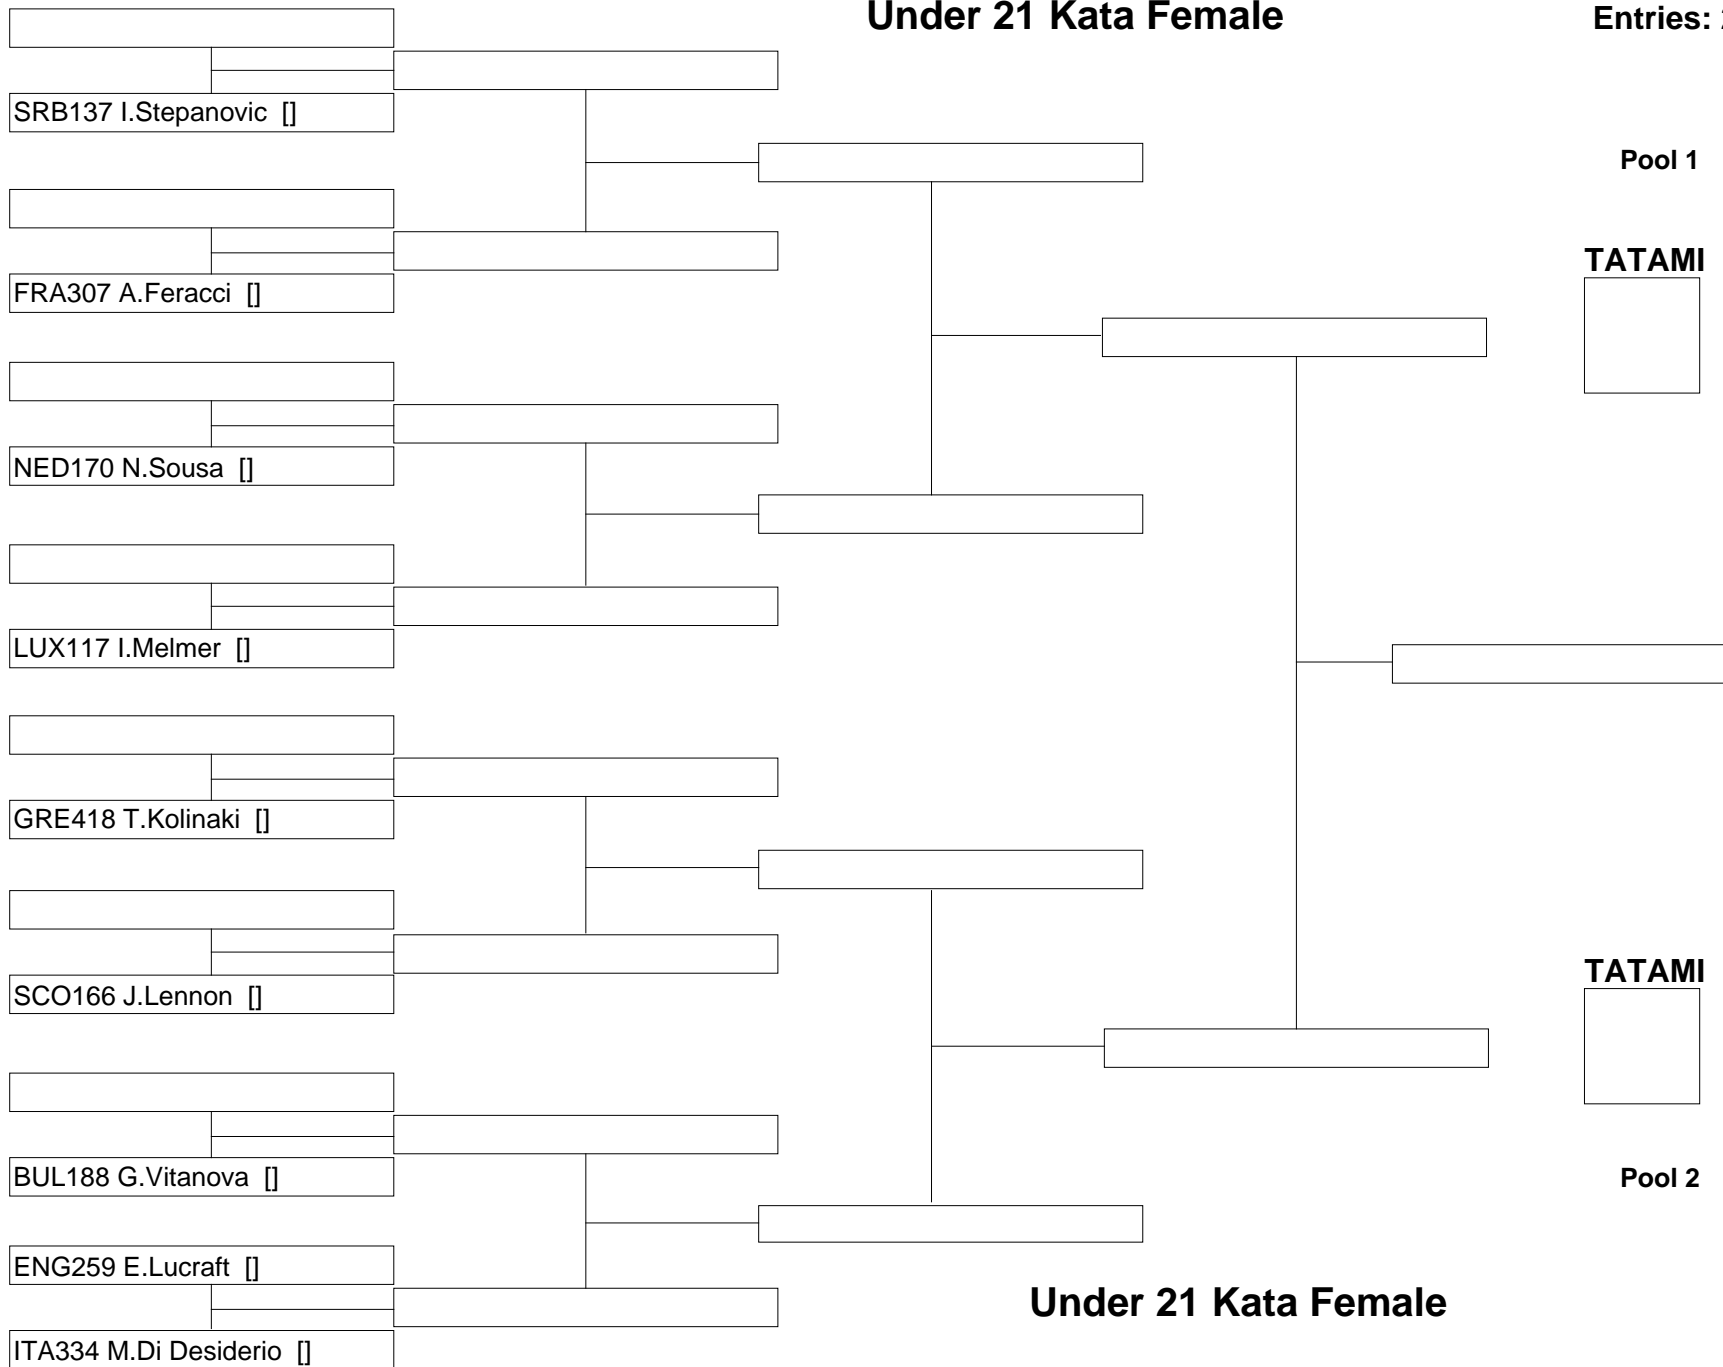 Under 21 Kata Female
Entries:
SRB137 I.Stepanovic []
Pool 1
TATAMI
FRA307 A.Feracci []
NED170 N.Sousa []
LUX117 I.Melmer []
GRE418 T.Kolinaki []
TATAMI
SCO166 J.Lennon []
BUL188 G.Vitanova []
Pool 2
ENG259 E.Lucraft []
Under 21 Kata Female
ITA334 M.Di Desiderio []